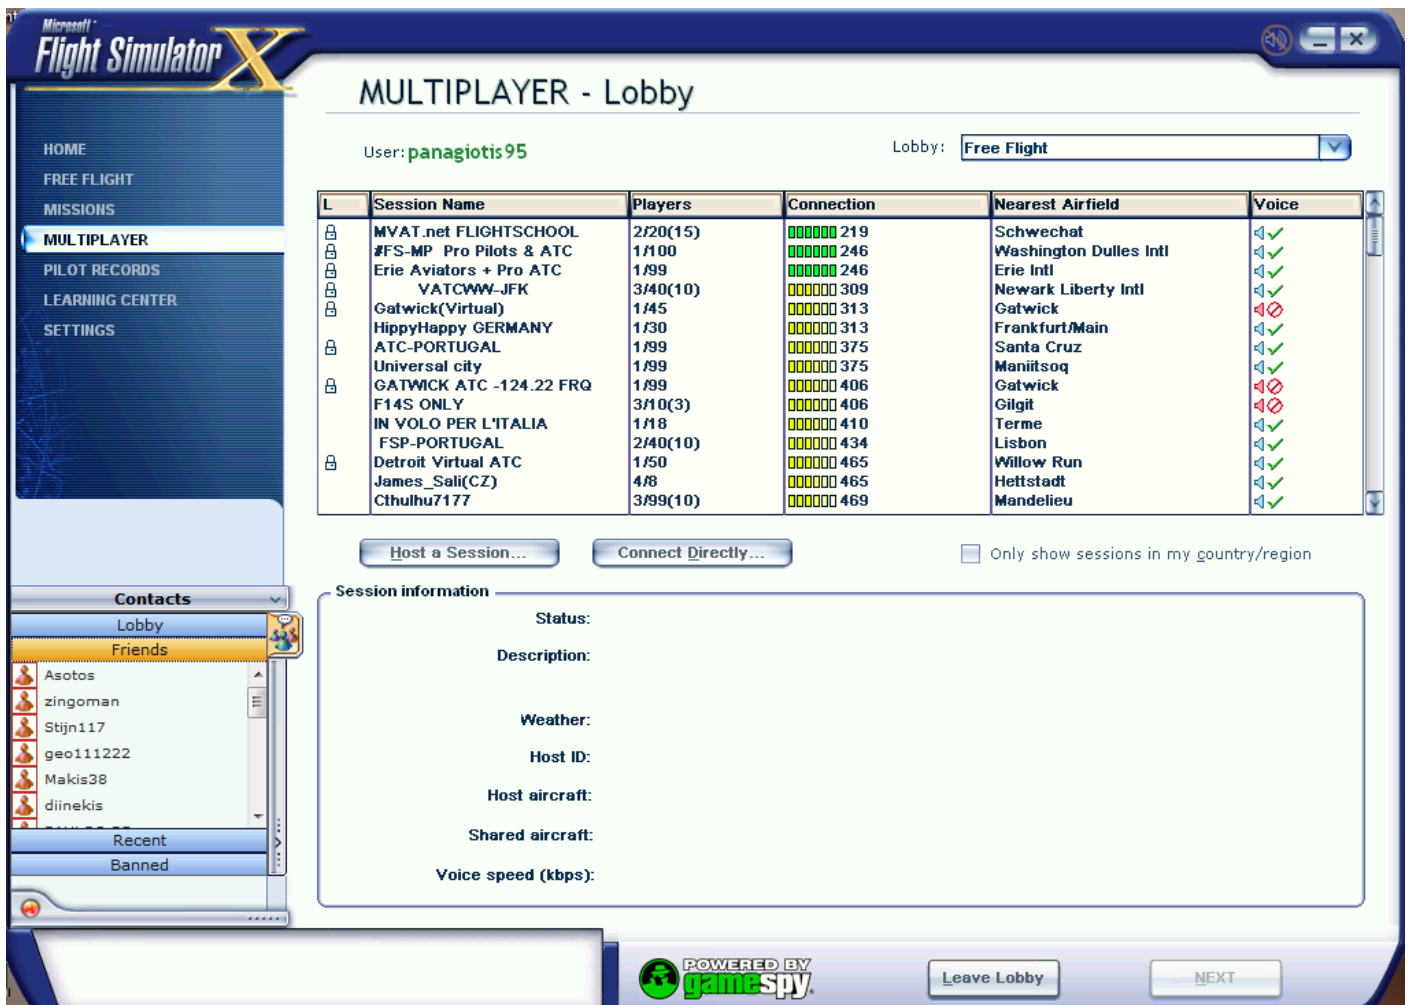 Microsoft
Flight Simulator X
MULTIPLAYER - Lobby
HOME
FREE FLIGHT
MISSIONS
MULTIPLAYER
PILOT RECORDS
LEARNING CENTER
SETTINGS
User: panagiotis95
Lobby: Free Flight
L Session Name Players Connection Nearest Airfield Voice
MVAT.net FLIGHTSCHOOL 2/20(15) 219 Schwechat
#FS-MP Pro Pilots & ATC 1/100 246 Washington Dulles Intl
Erie Aviators + Pro ATC 1/99 246 Erie Intl
VATCWW-JFK 3/40(10) 309 Newark Liberty Intl
Gatwick(Virtual) 1/45 313 Gatwick
HippyHappy GERMANY 1/30 313 Frankfurt/Main
ATC-PORTUGAL 1/99 375 Santa Cruz
Universal city 1/99 375 Maniitsoq
GATWICK ATC -124.22 FRQ 1/99 406 Gatwick
F14S ONLY 3/10(3) 406 Gilgit
IN VOLO PER L'ITALIA 1/18 410 Terme
FSP-PORTUGAL 2/40(10) 434 Lisbon
Detroit Virtual ATC 1/50 465 Willow Run
James_Sali(CZ) 4/8 465 Hettstadt
Cthulhu7177 3/99(10) 469 Mandelieu
Host a Session...
Connect Directly...
Only show sessions in my country/region
Session information
Status:
Description:
Weather:
Host ID:
Host aircraft:
Shared aircraft:
Voice speed (kbps):
Contacts
Lobby
Friends
Asotos
zingoman
Stijn117
geo111222
Makis38
diinekis
Recent
Banned
POWERED BY
gamespy.
Leave Lobby
NEXT